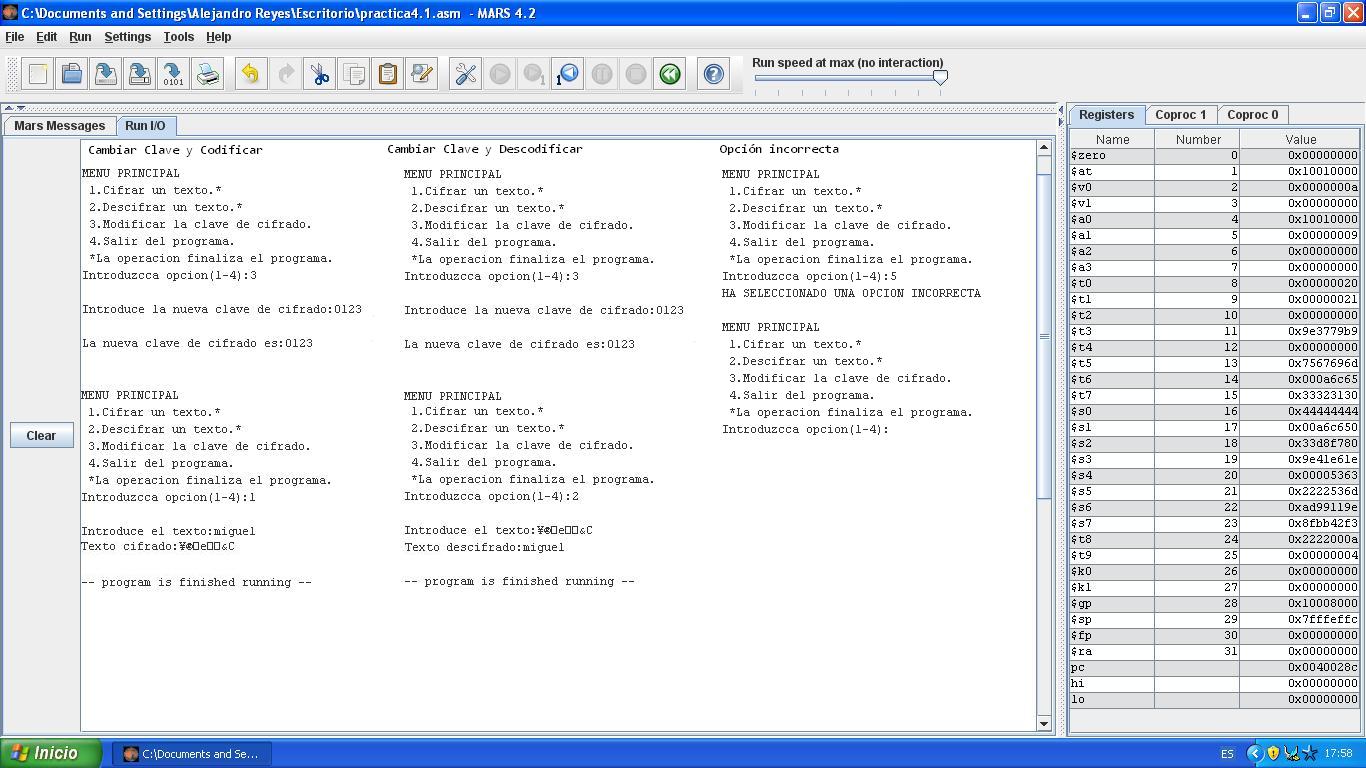 C:\Documents and Settings\Alejandro Reyes\Escritorio\practica4.1.asm - MARS 4.2
File Edit Run Settings Tools Help
Run speed at max (no interaction)
Mars Messages Run I/O
Clear
Cambiar Clave y Codificar
MENU PRINCIPAL
1.Cifrar un texto.*
2.Descifrar un texto.*
3.Modificar la clave de cifrado.
4.Salir del programa.
*La operacion finaliza el programa.
Introduzcca opcion(1-4):3
Introduce la nueva clave de cifrado:0123
La nueva clave de cifrado es:0123
MENU PRINCIPAL
1.Cifrar un texto.*
2.Descifrar un texto.*
3.Modificar la clave de cifrado.
4.Salir del programa.
*La operacion finaliza el programa.
Introduzcca opcion(1-4):1
Introduce el texto:miguel
Texto cifrado:¥®□e□□&C
-- program is finished running --
Cambiar Clave y Descodificar
MENU PRINCIPAL
1.Cifrar un texto.*
2.Descifrar un texto.*
3.Modificar la clave de cifrado.
4.Salir del programa.
*La operacion finaliza el programa.
Introduzcca opcion(1-4):3
Introduce la nueva clave de cifrado:0123
La nueva clave de cifrado es:0123
MENU PRINCIPAL
1.Cifrar un texto.*
2.Descifrar un texto.*
3.Modificar la clave de cifrado.
4.Salir del programa.
*La operacion finaliza el programa.
Introduzcca opcion(1-4):2
Introduce el texto:¥®□e□□&C
Texto descifrado:miguel
-- program is finished running --
Opción incorrecta
MENU PRINCIPAL
1.Cifrar un texto.*
2.Descifrar un texto.*
3.Modificar la clave de cifrado.
4.Salir del programa.
*La operacion finaliza el programa.
Introduzcca opcion(1-4):5
HA SELECCIONADO UNA OPCION INCORRECTA
MENU PRINCIPAL
1.Cifrar un texto.*
2.Descifrar un texto.*
3.Modificar la clave de cifrado.
4.Salir del programa.
*La operacion finaliza el programa.
Introduzcca opcion(1-4):
Registers Coproc 1 Coproc 0
Name Number Value
$zero 0 0x00000000
$at 1 0x10010000
$v0 2 0x0000000a
$v1 3 0x00000000
$a0 4 0x10010000
$a1 5 0x00000009
$a2 6 0x00000000
$a3 7 0x00000000
$t0 8 0x00000020
$t1 9 0x00000021
$t2 10 0x00000000
$t3 11 0x9e3779b9
$t4 12 0x00000000
$t5 13 0x7567696d
$t6 14 0x000a6c65
$t7 15 0x33323130
$s0 16 0x44444444
$s1 17 0x00a6c650
$s2 18 0x33d8f780
$s3 19 0x9e41e61e
$s4 20 0x00005363
$s5 21 0x2222536d
$s6 22 0xad99119e
$s7 23 0x8fbb42f3
$t8 24 0x2222000a
$t9 25 0x00000004
$k0 26 0x00000000
$k1 27 0x00000000
$gp 28 0x10008000
$sp 29 0x7fffeffc
$fp 30 0x00000000
$ra 31 0x00000000
pc 0x0040028c
hi 0x00000000
lo 0x00000000
Inicio C:\Documents and Se... ES 17:58